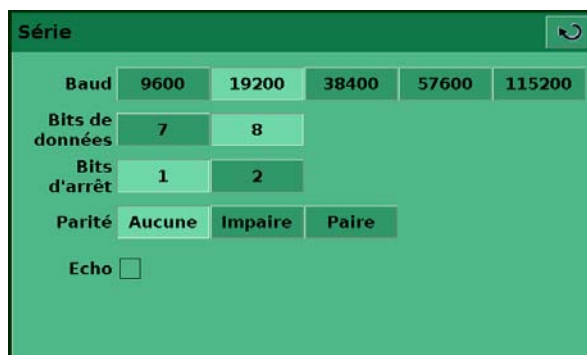 Série
Baud 9600 19200 38400 57600 115200
Bits de
données 7 8
Bits
d'arrêt 1 2
Parité Aucune Impaire Paire
Echo